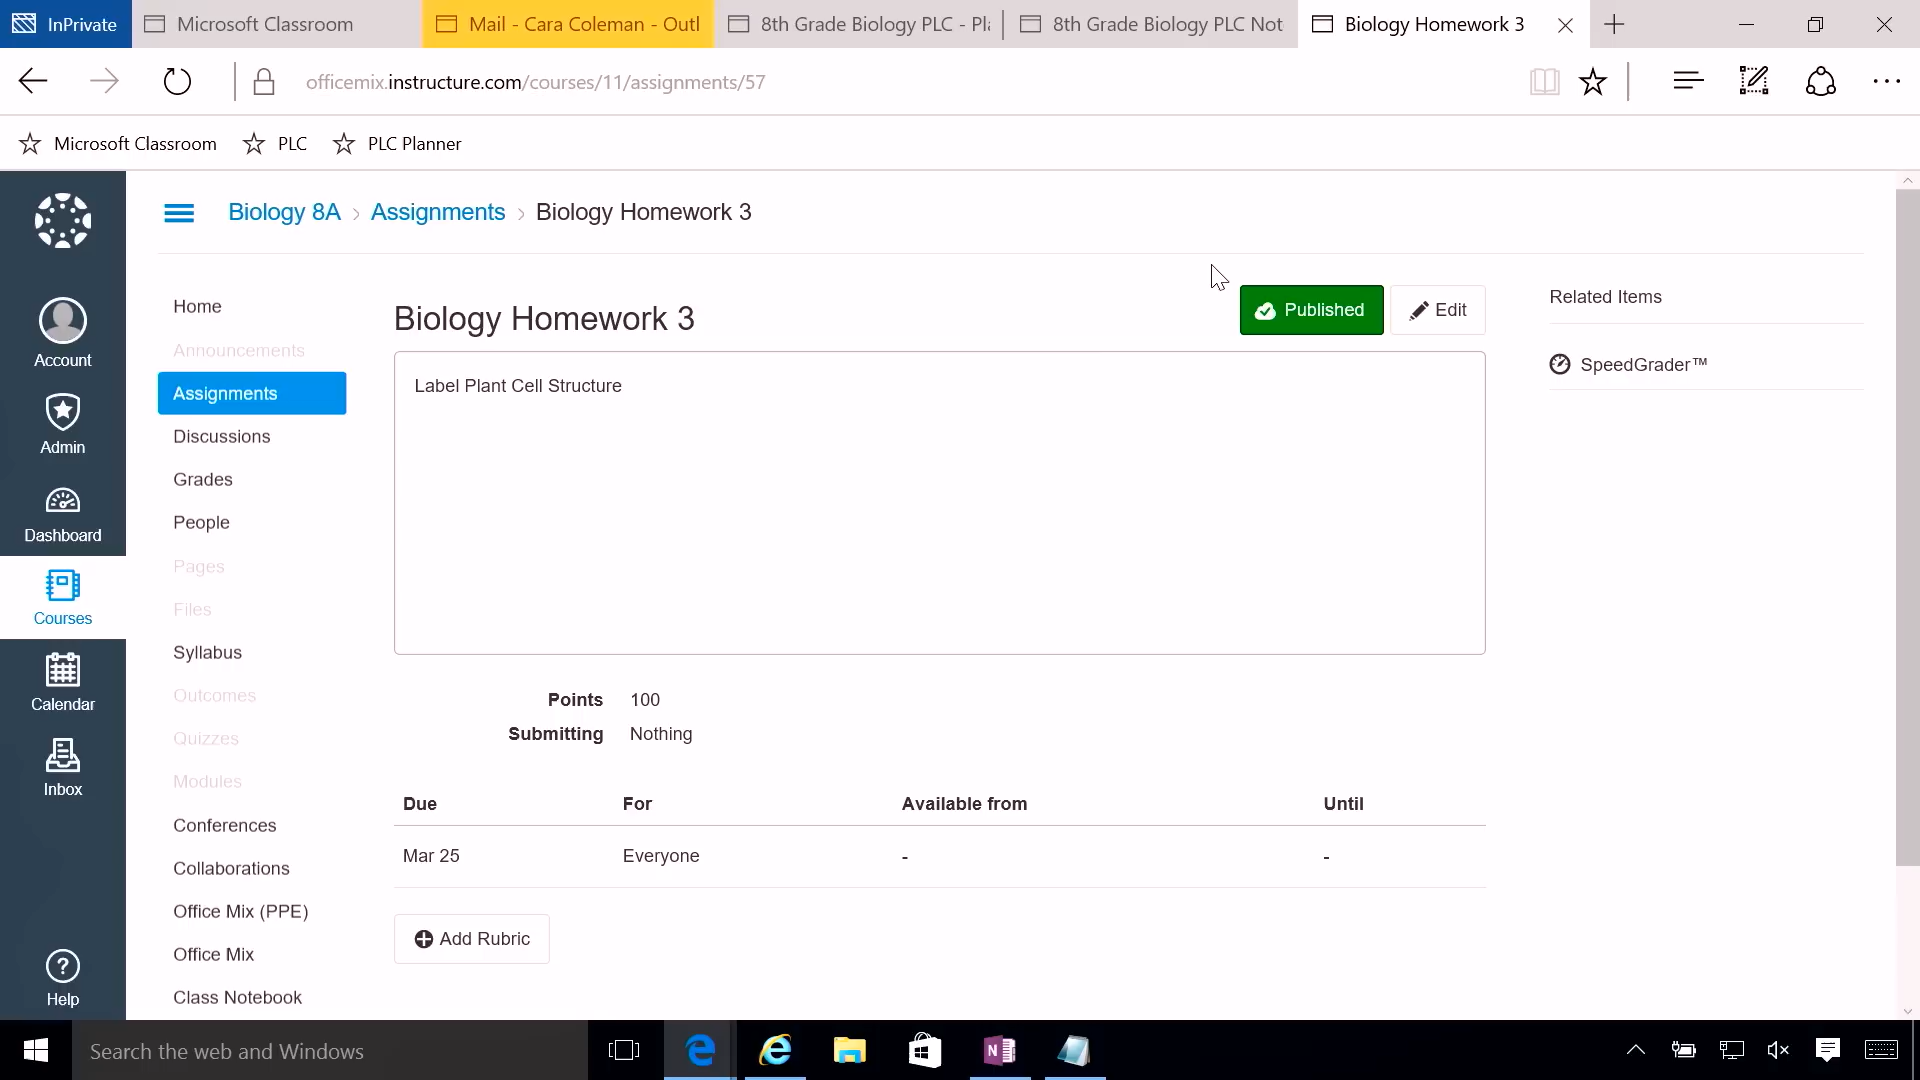 InPrivate
Microsoft Classroom
Mail - Cara Coleman - Outl
8th Grade Biology PLC - Pl
8th Grade Biology PLC Not
Biology Homework 3
officemix.instructure.com/courses/11/assignments/57
Microsoft Classroom
PLC
PLC Planner
Biology 8A › Assignments › Biology Homework 3
Account
Admin
Dashboard
Courses
Calendar
Inbox
Help
Home
Announcements
Assignments
Discussions
Grades
People
Pages
Files
Syllabus
Outcomes
Quizzes
Modules
Conferences
Collaborations
Office Mix (PPE)
Office Mix
Class Notebook
Biology Homework 3
Published
Edit
Label Plant Cell Structure
Points 100
Submitting Nothing
Due For Available from Until
Mar 25 Everyone - -
Add Rubric
Related Items
SpeedGrader™
Search the web and Windows